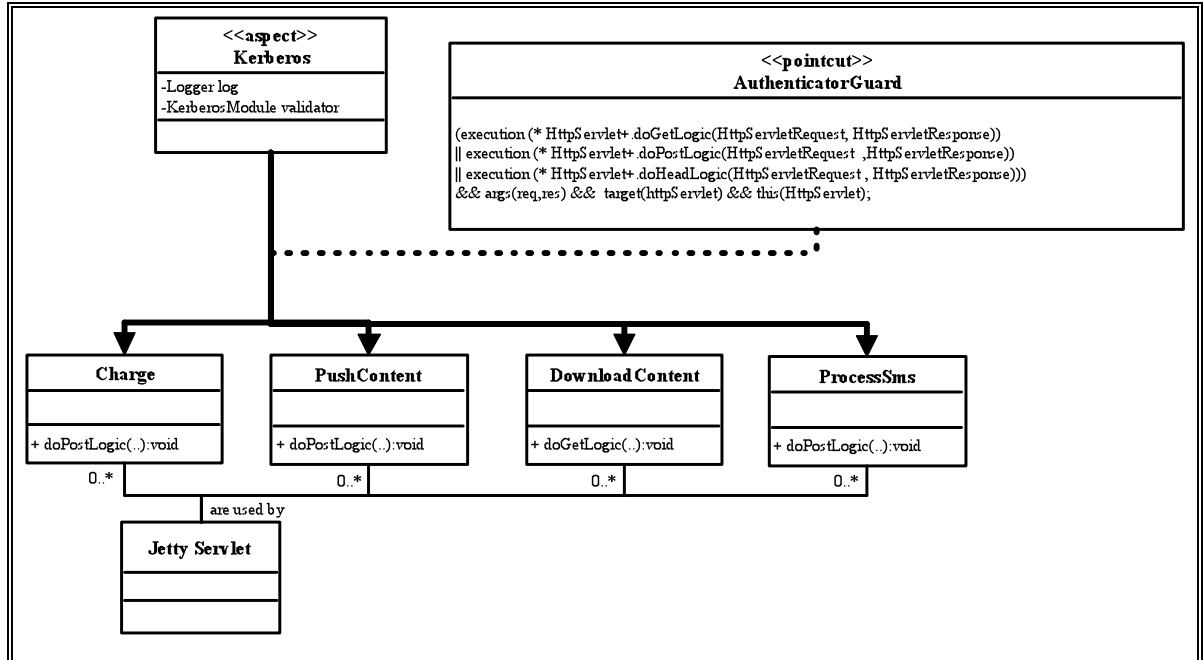 <<aspect>>
Kerberos
-Logger log
-KerberosModule validator
<<pointcut>>
AuthenticatorGuard
(execution (* HttpServlet+.doGetLogic(HttpServletRequest, HttpServletResponse))
|| execution (* HttpServlet+.doPostLogic(HttpServletRequest ,HttpServletResponse))
|| execution (* HttpServlet+.doHeadLogic(HttpServletRequest , HttpServletResponse)))
&& args(req,res) && target(httpServlet) && this(HttpServlet);
Charge
+ doPostLogic(..):void
0..*
PushContent
+ doPostLogic(..):void
0..*
DownloadContent
+ doGetLogic(..):void
0..*
ProcessSms
+ doPostLogic(..):void
0..*
are used by
Jetty Servlet